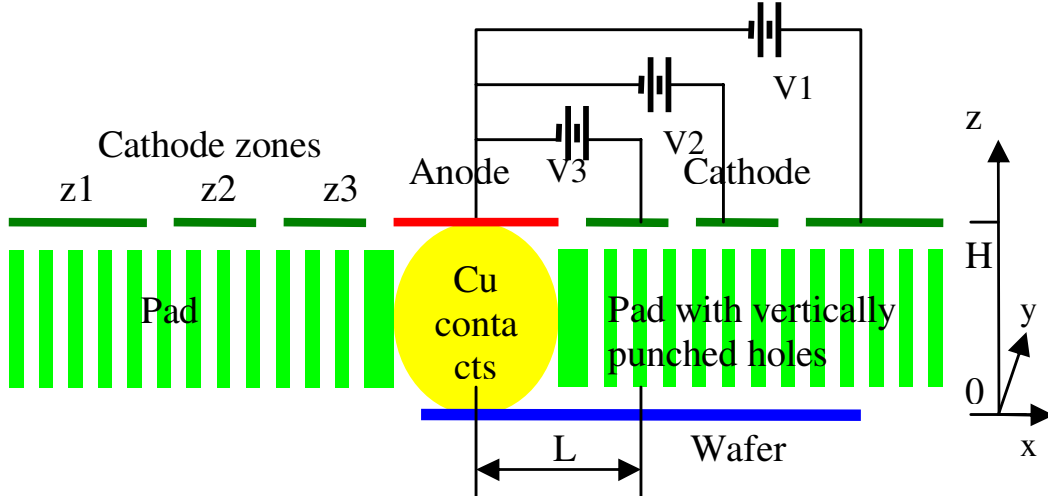 V1
z
V2
Cathode zones
V3
Anode
Cathode
z1
z2
z3
H
Cu
conta
cts
Pad
Pad with vertically
punched holes
y
0
x
L
Wafer